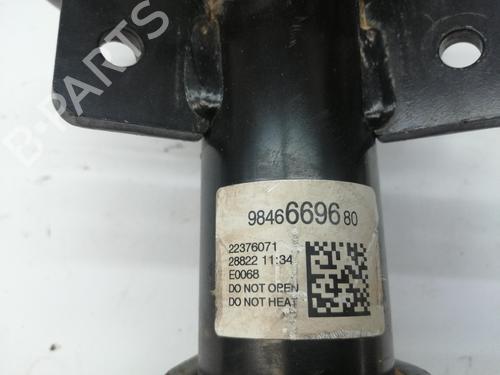 B-PARTS
9846669680
22376071
28822 11:34
E0068
DO NOT OPEN
DO NOT HEAT